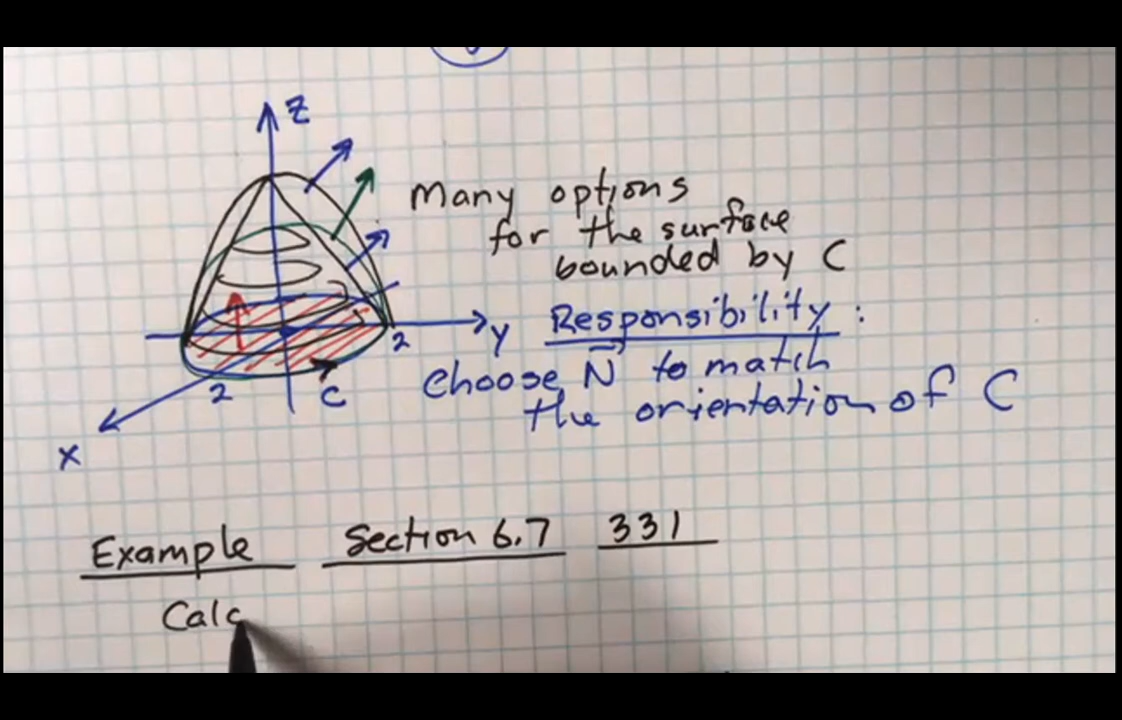 z
Many options
for the surface
bounded by C
Responsibility:
y
2
Choose N⃗ to match
2
C
the orientation of C
x
Example Section 6.7 331
Calc